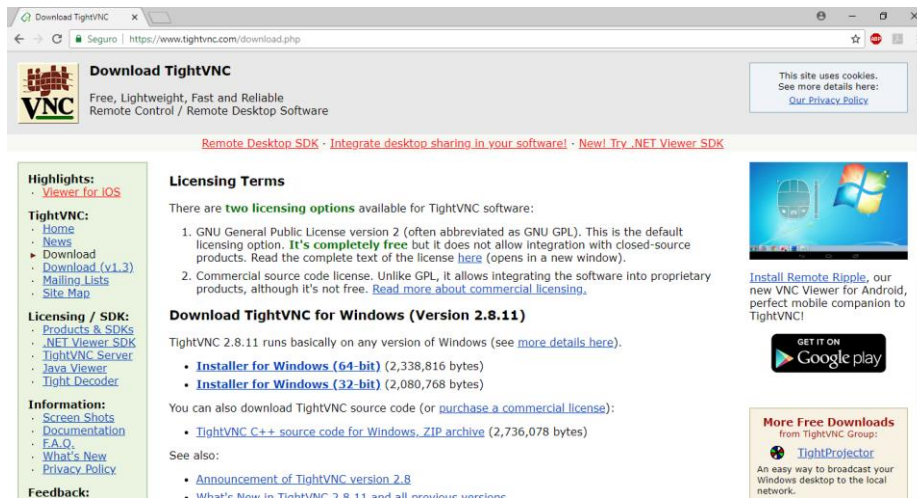 Download TightVNC
Seguro | https://www.tightvnc.com/download.php
ABP
Tight
VNC
Download TightVNC
Free, Lightweight, Fast and Reliable
Remote Control / Remote Desktop Software
This site uses cookies.
See more details here:
Our Privacy Policy
Remote Desktop SDK · Integrate desktop sharing in your software! · New! Try .NET Viewer SDK
Highlights:
· Viewer for iOS
TightVNC:
· Home
· News
▸ Download
· Download (v1.3)
· Mailing Lists
· Site Map
Licensing / SDK:
· Products & SDKs
· .NET Viewer SDK
· TightVNC Server
· Java Viewer
· Tight Decoder
Information:
· Screen Shots
· Documentation
· F.A.Q.
· What's New
· Privacy Policy
Feedback:
Licensing Terms
There are two licensing options available for TightVNC software:
1. GNU General Public License version 2 (often abbreviated as GNU GPL). This is the default
licensing option. It's completely free but it does not allow integration with closed-source
products. Read the complete text of the license here (opens in a new window).
2. Commercial source code license. Unlike GPL, it allows integrating the software into proprietary
products, although it's not free. Read more about commercial licensing.
Download TightVNC for Windows (Version 2.8.11)
TightVNC 2.8.11 runs basically on any version of Windows (see more details here).
• Installer for Windows (64-bit) (2,338,816 bytes)
• Installer for Windows (32-bit) (2,080,768 bytes)
You can also download TightVNC source code (or purchase a commercial license):
• TightVNC C++ source code for Windows, ZIP archive (2,736,078 bytes)
See also:
• Announcement of TightVNC version 2.8
• What's New in TightVNC 2.8.11 and all previous versions
Install Remote Ripple, our
new VNC Viewer for Android,
perfect mobile companion to
TightVNC!
GET IT ON
Google play
More Free Downloads
from TightVNC Group:
TightProjector
An easy way to broadcast your
Windows desktop to the local
network.